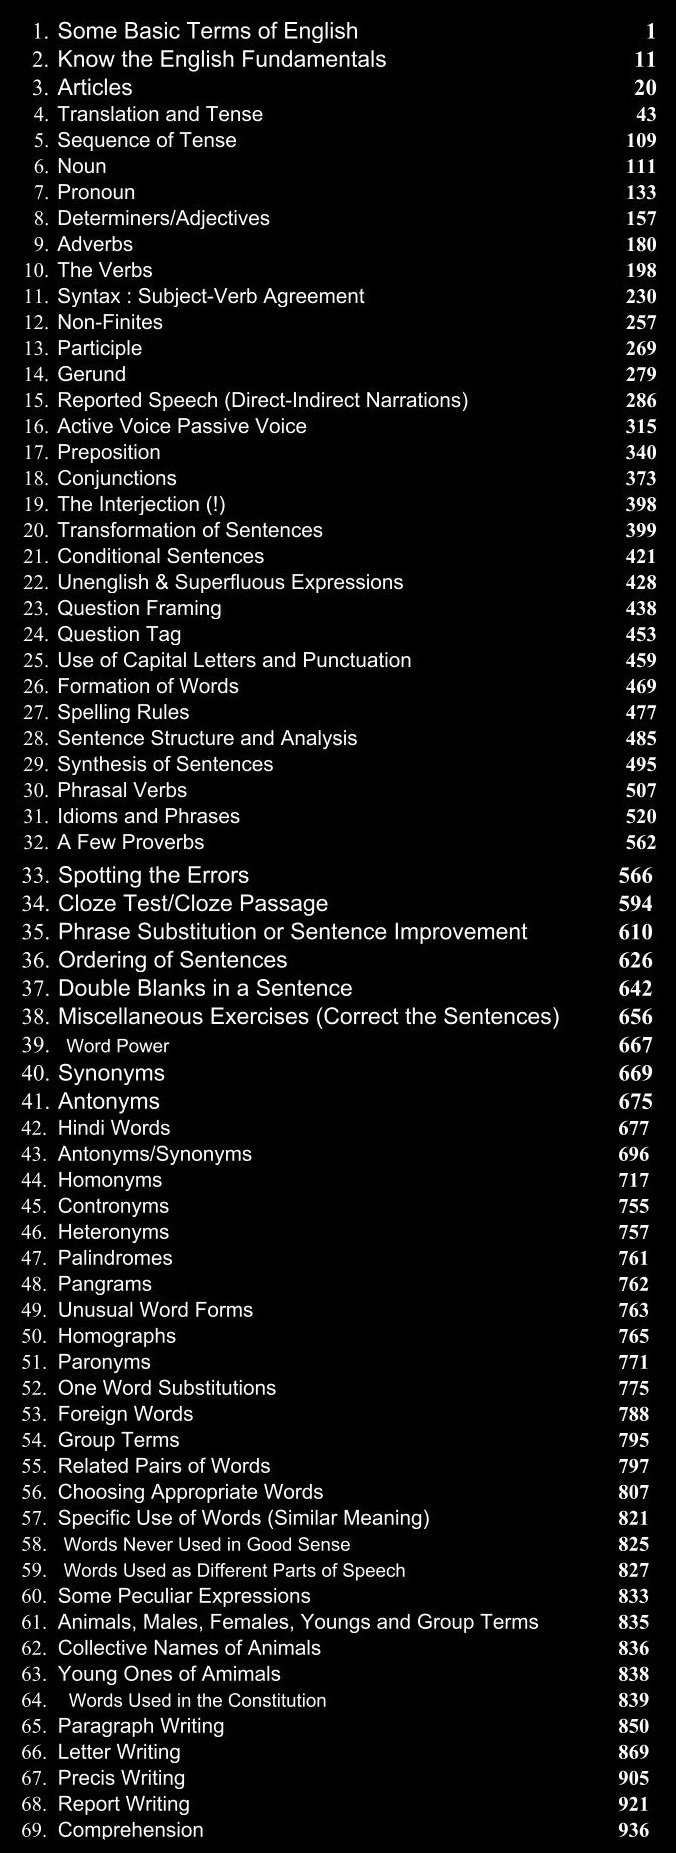 1. Some Basic Terms of English 1
2. Know the English Fundamentals 11
3. Articles 20
4. Translation and Tense 43
5. Sequence of Tense 109
6. Noun 111
7. Pronoun 133
8. Determiners/Adjectives 157
9. Adverbs 180
10. The Verbs 198
11. Syntax : Subject-Verb Agreement 230
12. Non-Finites 257
13. Participle 269
14. Gerund 279
15. Reported Speech (Direct-Indirect Narrations) 286
16. Active Voice Passive Voice 315
17. Preposition 340
18. Conjunctions 373
19. The Interjection (!) 398
20. Transformation of Sentences 399
21. Conditional Sentences 421
22. Unenglish & Superfluous Expressions 428
23. Question Framing 438
24. Question Tag 453
25. Use of Capital Letters and Punctuation 459
26. Formation of Words 469
27. Spelling Rules 477
28. Sentence Structure and Analysis 485
29. Synthesis of Sentences 495
30. Phrasal Verbs 507
31. Idioms and Phrases 520
32. A Few Proverbs 562
33. Spotting the Errors 566
34. Cloze Test/Cloze Passage 594
35. Phrase Substitution or Sentence Improvement 610
36. Ordering of Sentences 626
37. Double Blanks in a Sentence 642
38. Miscellaneous Exercises (Correct the Sentences) 656
39. Word Power 667
40. Synonyms 669
41. Antonyms 675
42. Hindi Words 677
43. Antonyms/Synonyms 696
44. Homonyms 717
45. Contronyms 755
46. Heteronyms 757
47. Palindromes 761
48. Pangrams 762
49. Unusual Word Forms 763
50. Homographs 765
51. Paronyms 771
52. One Word Substitutions 775
53. Foreign Words 788
54. Group Terms 795
55. Related Pairs of Words 797
56. Choosing Appropriate Words 807
57. Specific Use of Words (Similar Meaning) 821
58. Words Never Used in Good Sense 825
59. Words Used as Different Parts of Speech 827
60. Some Peculiar Expressions 833
61. Animals, Males, Females, Youngs and Group Terms 835
62. Collective Names of Animals 836
63. Young Ones of Amimals 838
64. Words Used in the Constitution 839
65. Paragraph Writing 850
66. Letter Writing 869
67. Precis Writing 905
68. Report Writing 921
69. Comprehension 936